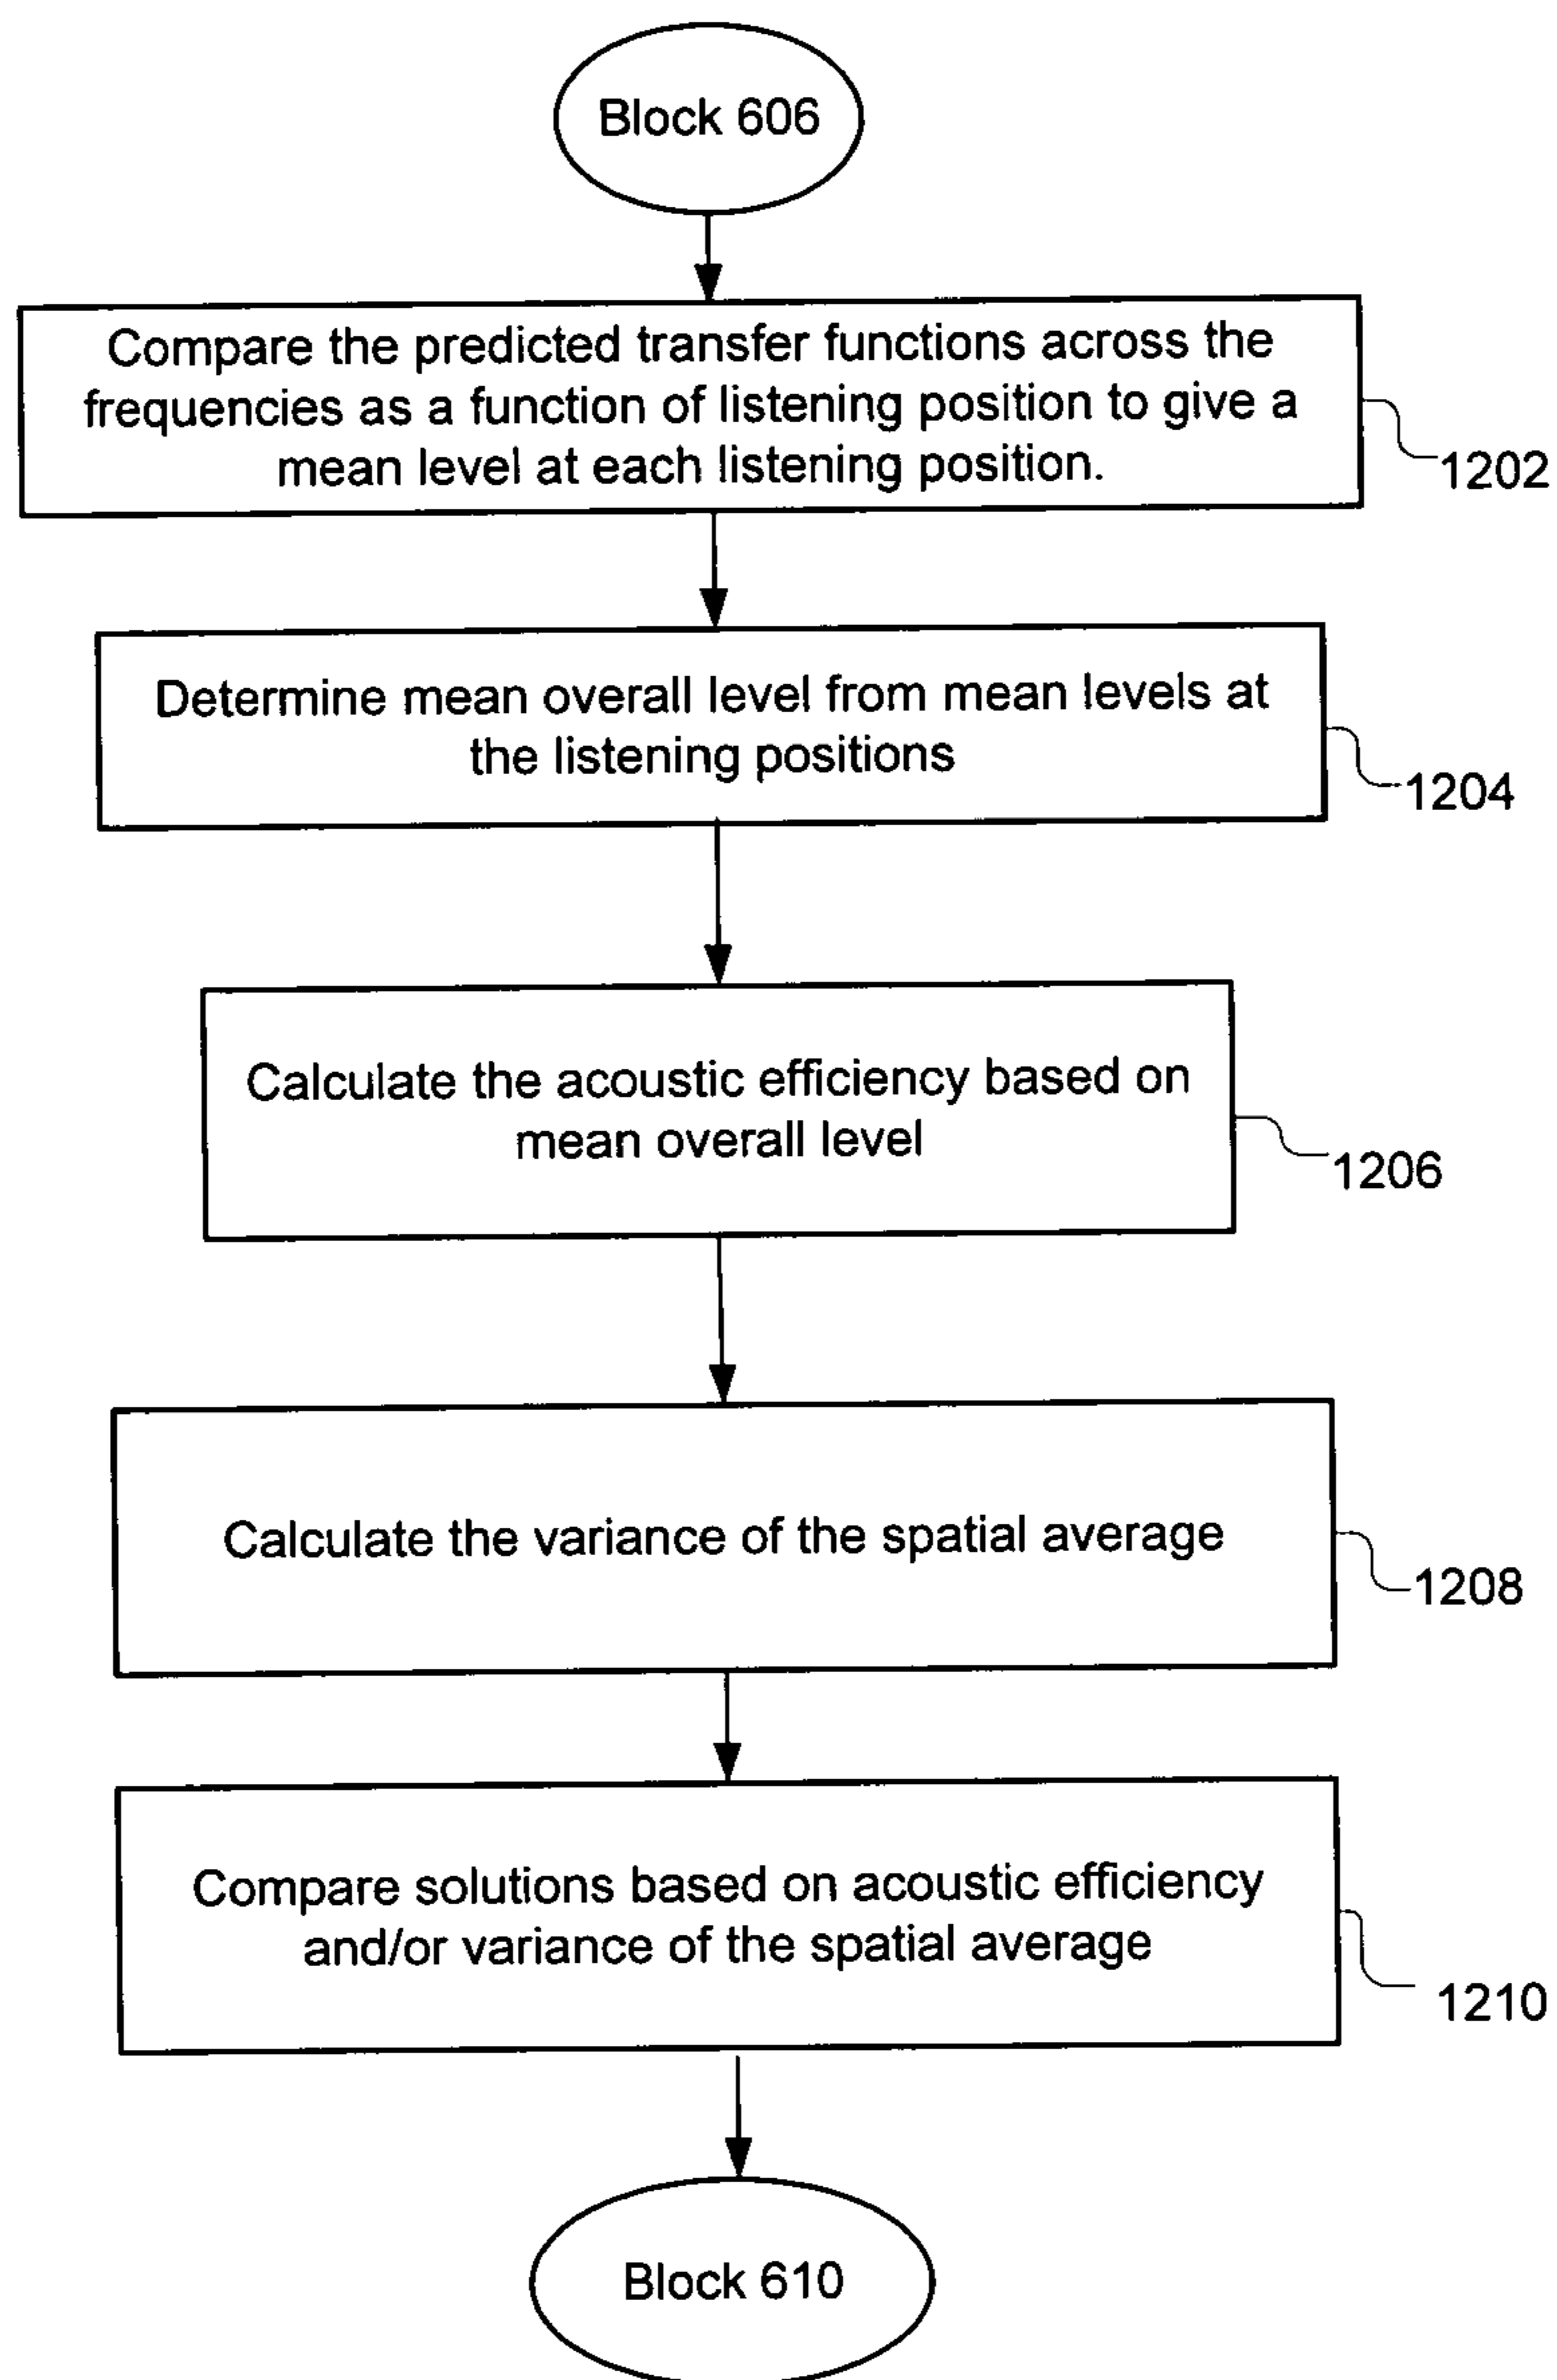 Block 606
Compare the predicted transfer functions across the
frequencies as a function of listening position to give a
mean level at each listening position.
1202
Determine mean overall level from mean levels at
the listening positions
1204
Calculate the acoustic efficiency based on
mean overall level
1206
Calculate the variance of the spatial average
1208
Compare solutions based on acoustic efficiency
and/or variance of the spatial average
1210
Block 610